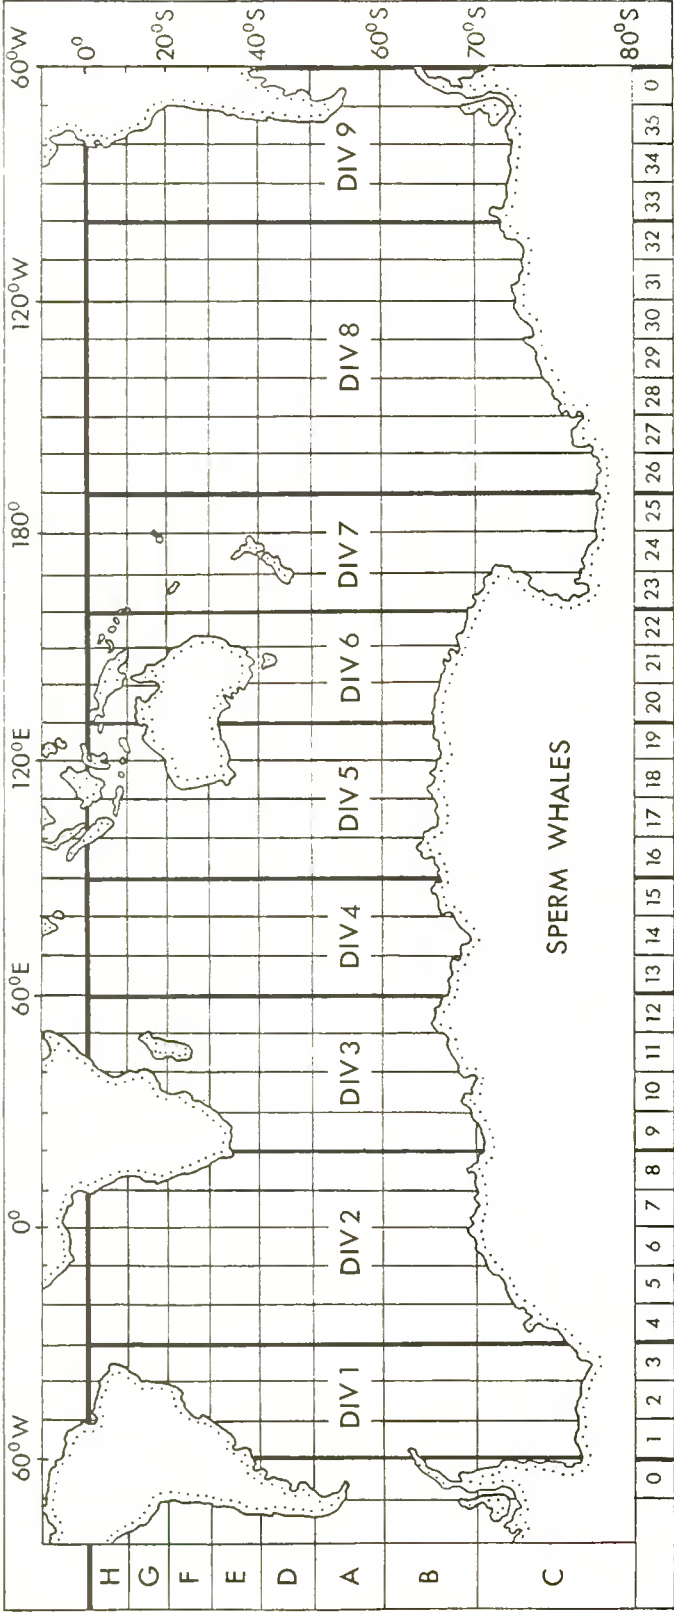 60°W 0° 60°E 120°E 180° 120°W 60°W
0°
20°S
40°S
60°S
70°S
80°S
H
G
F
E
D
A
B
C
DIV 1 DIV 2 DIV 3 DIV 4 DIV 5 DIV 6 DIV 7 DIV 8 DIV 9
SPERM WHALES
0 1 2 3 4 5 6 7 8 9 10 11 12 13 14 15 16 17 18 19 20 21 22 23 24 25 26 27 28 29 30 31 32 33 34 35 0